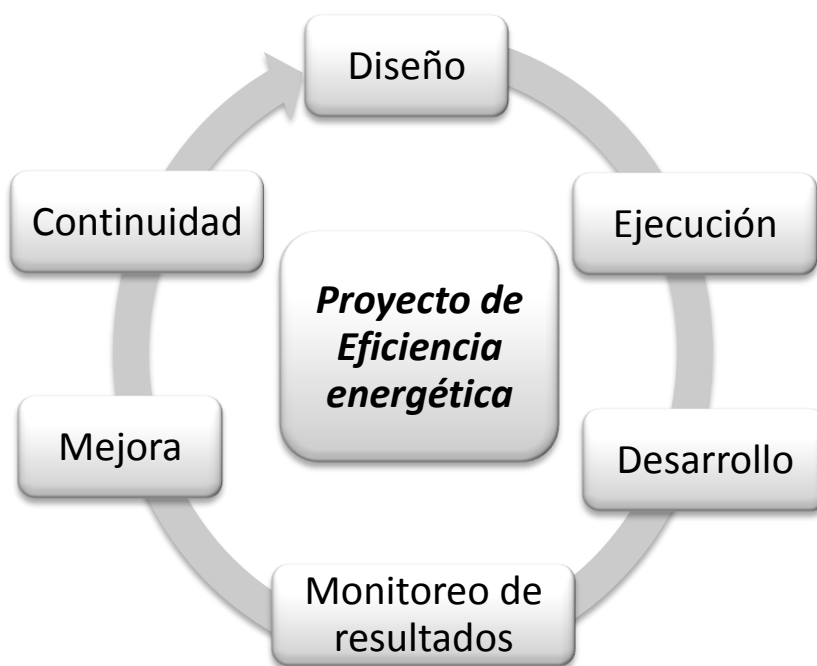 Diseño
Continuidad
Ejecución
Proyecto de
Eficiencia
energética
Mejora
Desarrollo
Monitoreo de
resultados